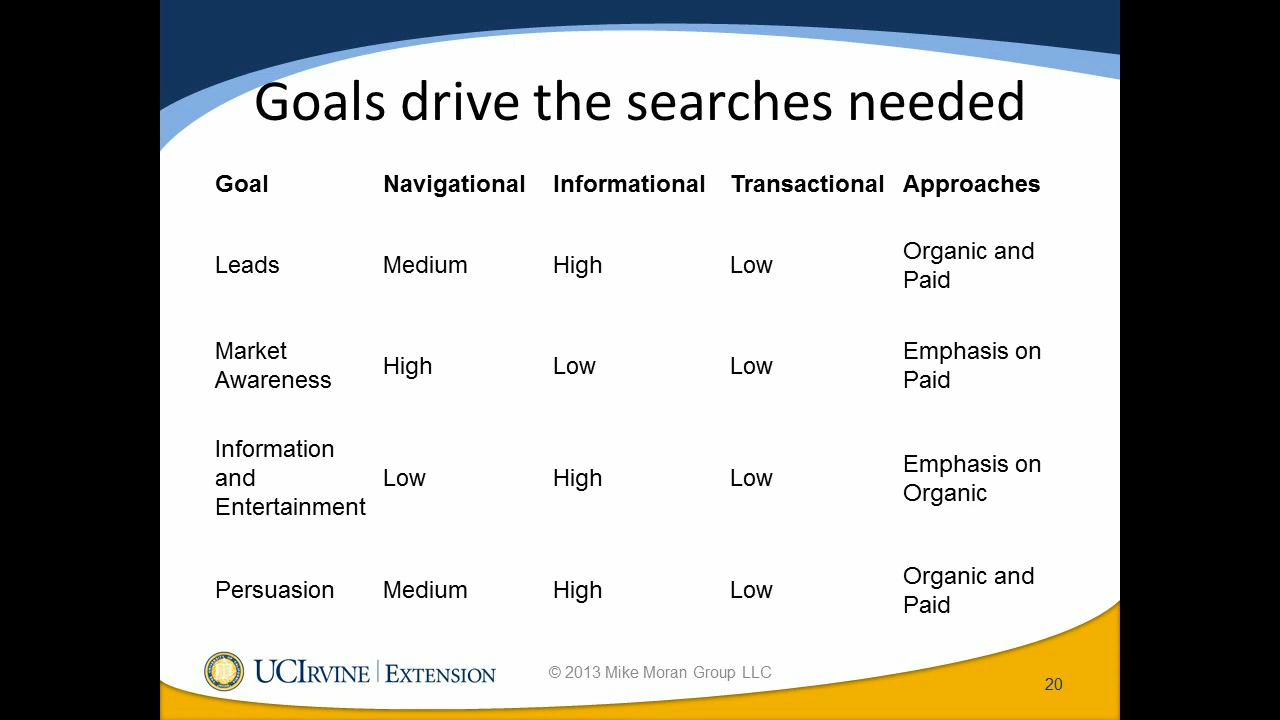 Goals drive the searches needed
Goal Navigational Informational Transactional Approaches
Leads Medium High Low Organic and
Paid
Market
Awareness High Low Low Emphasis on
Paid
Information
and
Entertainment Low High Low Emphasis on
Organic
Persuasion Medium High Low Organic and
Paid
UCIRVINE | EXTENSION
© 2013 Mike Moran Group LLC
20